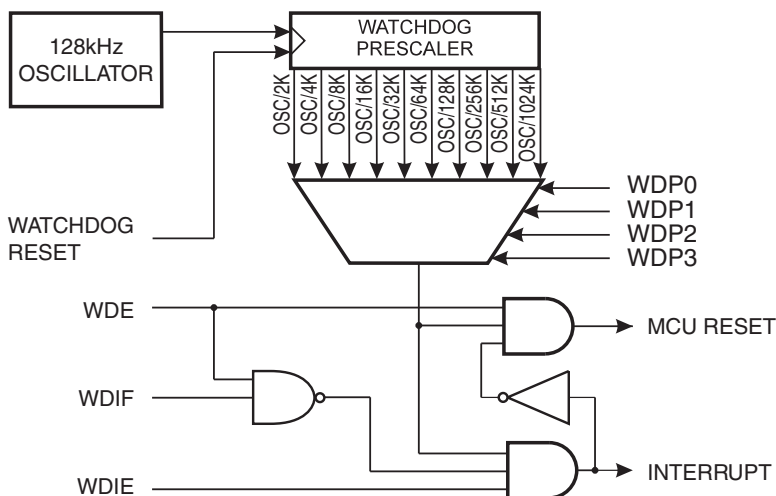 128kHz
OSCILLATOR
WATCHDOG
PRESCALER
OSC/2K
OSC/4K
OSC/8K
OSC/16K
OSC/32K
OSC/64K
OSC/128K
OSC/256K
OSC/512K
OSC/1024K
WATCHDOG
RESET
WDP0
WDP1
WDP2
WDP3
WDE
MCU RESET
WDIF
INTERRUPT
WDIE